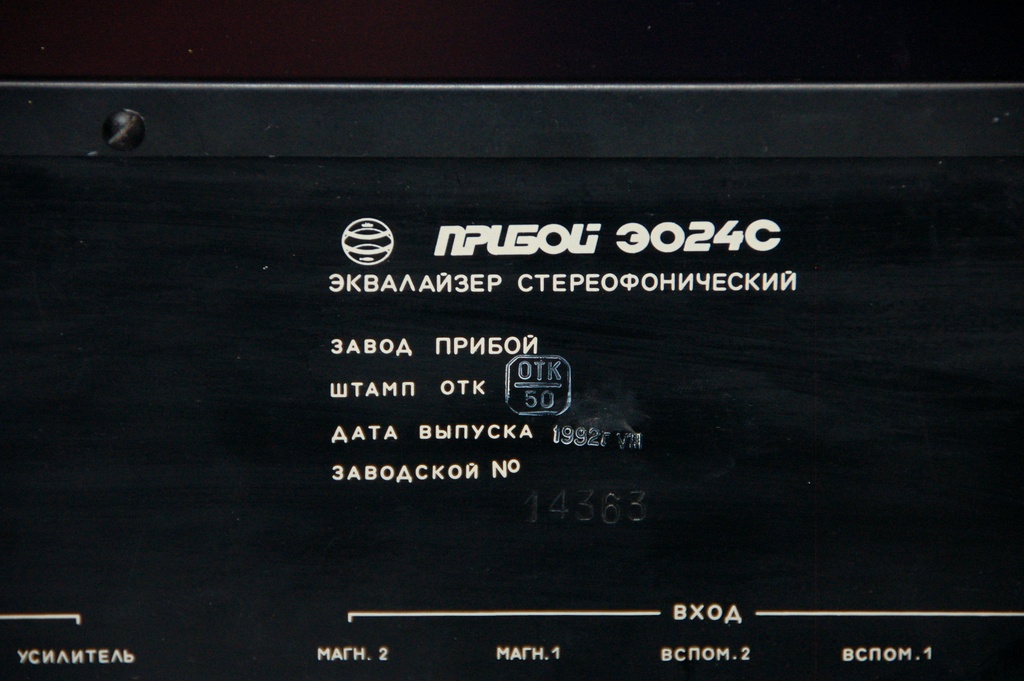 ПРИБОЙ Э024С
ЭКВАЛАЙЗЕР СТЕРЕОФОНИЧЕСКИЙ
ЗАВОД ПРИБОЙ
ШТАМП ОТК ОТК 50
ДАТА ВЫПУСКА 1992Г
ЗАВОДСКОЙ №
14363
ВХОД
УСИЛИТЕЛЬ МАГН. 2 МАГН.1 ВСПОМ.2 ВСПОМ.1